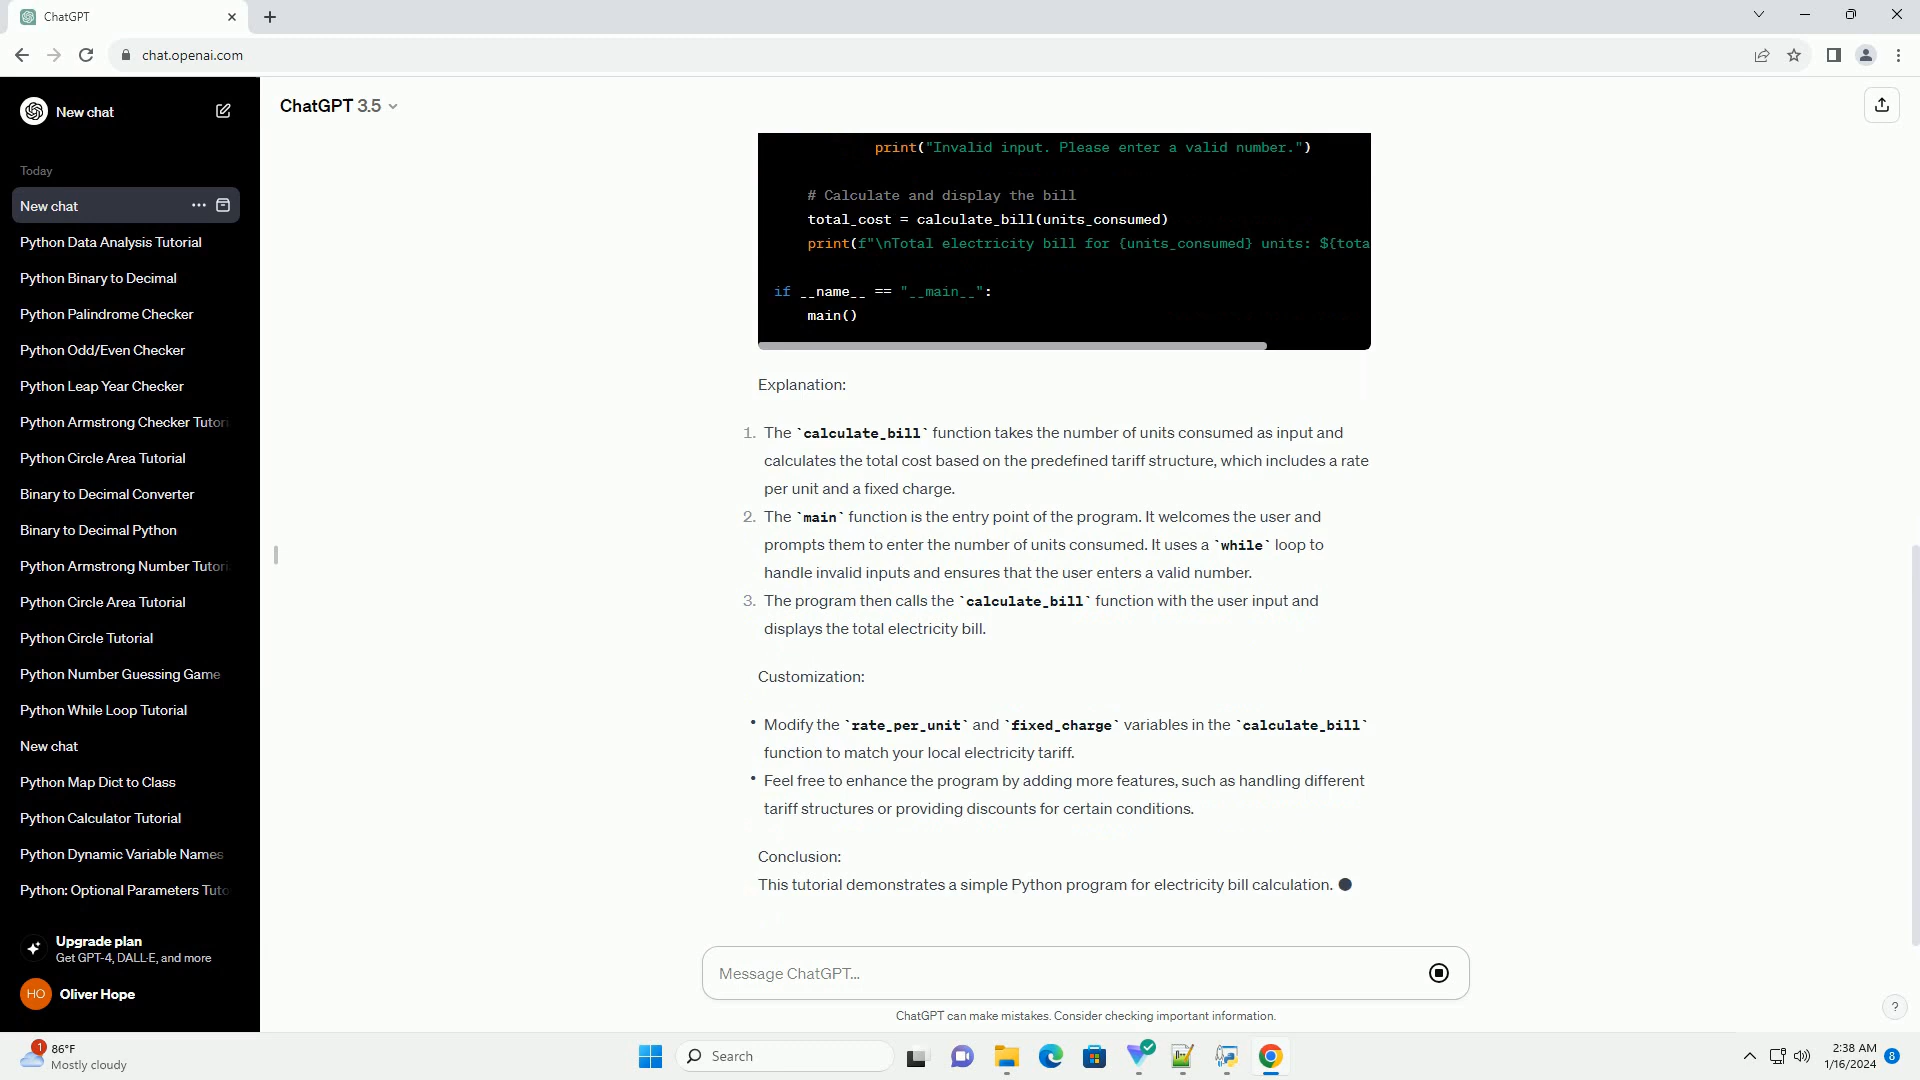 ChatGPT
chat.openai.com
New chat
ChatGPT 3.5
Today
New chat
Python Data Analysis Tutorial
Python Binary to Decimal
Python Palindrome Checker
Python Odd/Even Checker
Python Leap Year Checker
Python Armstrong Checker Tutori
Python Circle Area Tutorial
Binary to Decimal Converter
Binary to Decimal Python
Python Armstrong Number Tutori
Python Circle Area Tutorial
Python Circle Tutorial
Python Number Guessing Game
Python While Loop Tutorial
New chat
Python Map Dict to Class
Python Calculator Tutorial
Python Dynamic Variable Names
Python: Optional Parameters Tuto
Upgrade plan
Get GPT-4, DALL·E, and more
HO
Oliver Hope
print("Invalid input. Please enter a valid number.")
# Calculate and display the bill
total_cost = calculate_bill(units_consumed)
print(f"\nTotal electricity bill for {units_consumed} units: ${tota
if __name__ == "__main__":
main()
Explanation:
1. The `calculate_bill` function takes the number of units consumed as input and
calculates the total cost based on the predefined tariff structure, which includes a rate
per unit and a fixed charge.
2. The `main` function is the entry point of the program. It welcomes the user and
prompts them to enter the number of units consumed. It uses a `while` loop to
handle invalid inputs and ensures that the user enters a valid number.
3. The program then calls the `calculate_bill` function with the user input and
displays the total electricity bill.
Customization:
• Modify the `rate_per_unit` and `fixed_charge` variables in the `calculate_bill`
function to match your local electricity tariff.
• Feel free to enhance the program by adding more features, such as handling different
tariff structures or providing discounts for certain conditions.
Conclusion:
This tutorial demonstrates a simple Python program for electricity bill calculation.
Message ChatGPT...
ChatGPT can make mistakes. Consider checking important information.
?
1
86°F
Mostly cloudy
Search
2:38 AM
1/16/2024
8